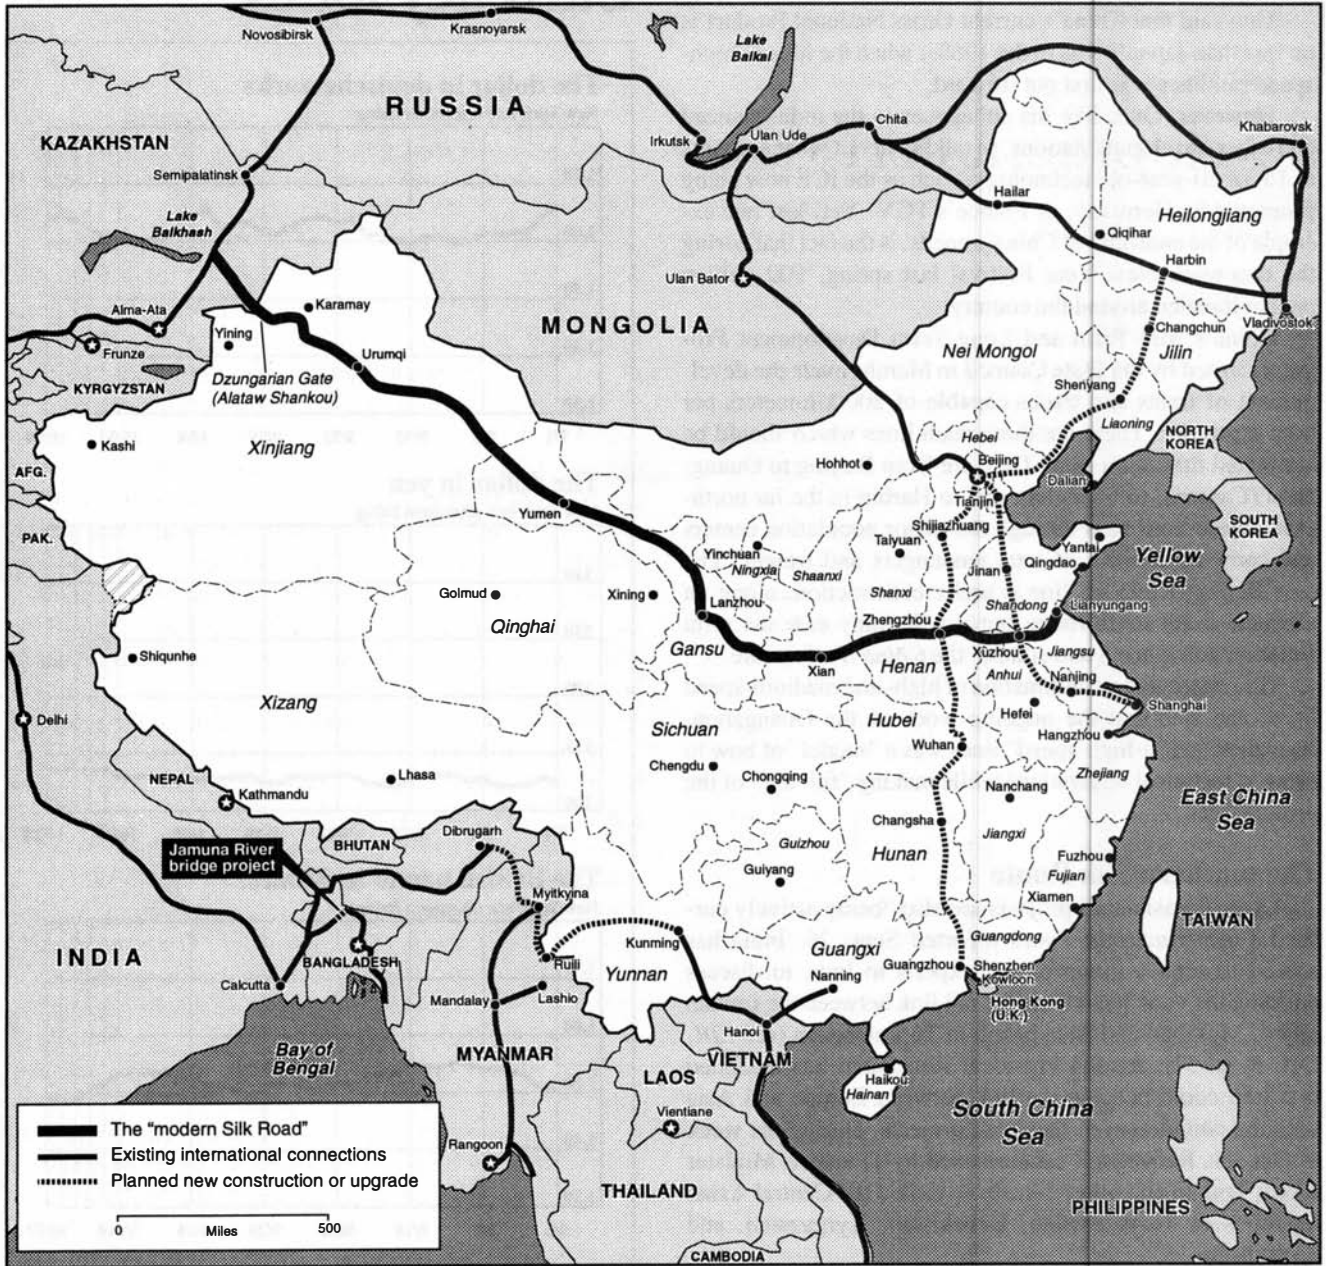 Novosibirsk
Krasnoyarsk
Lake
Baikal
RUSSIA
KAZAKHSTAN
Irkutsk
Ulan Ude
Chita
Khabarovsk
Semipalatinsk
Lake
Balkhash
Hailar
Heilongjiang
Qiqihar
Harbin
Ulan Bator
Alma-Ata
Karamay
Yining
MONGOLIA
Vladivostok
Changchun
Jilin
Frunze
Urumqi
Nei Mongol
KYRGYZSTAN
Dzungarian Gate
(Alataw Shankou)
Shenyang
Liaoning
NORTH
KOREA
Kashi
Xinjiang
Hebei
Hohhot
Beijing
Dalian
AFG.
Tianjin
Yumen
Shijiazhuang
SOUTH
KOREA
PAK.
Taiyuan
Yantai
Yellow
Sea
Yinchuan
Ningxia
Shaanxi
Jinan
Qingdao
Golmud
Xining
Lanzhou
Shanxi
Shandong
Lianyungang
Zhengzhou
Qinghai
Gansu
Xuzhou
Jiangsu
Shiqunhe
Xian
Henan
Anhui
Nanjing
Xizang
Shanghai
Delhi
Sichuan
Hubei
Hefei
Hangzhou
Wuhan
NEPAL
Lhasa
Chengdu
Chongqing
Zhejiang
Kathmandu
Nanchang
East China
Sea
Dibrugarh
Changsha
Jiangxi
Jamuna River
bridge project
BHUTAN
Guizhou
Hunan
Guiyang
Fuzhou
Fujian
Myitkyina
Xiamen
TAIWAN
Kunming
Guangdong
INDIA
BANGLADESH
Guangxi
Ruili
Yunnan
Guangzhou
Shenzhen
Kowloon
Calcutta
Nanning
Mandalay
Lashio
Hong Kong
(U.K.)
Hanoi
Bay of
Bengal
MYANMAR
VIETNAM
LAOS
Haikou
Hainan
South China
Sea
Vientiane
The "modern Silk Road"
Existing international connections
Planned new construction or upgrade
Rangoon
THAILAND
PHILIPPINES
0
500
Miles
CAMBODIA